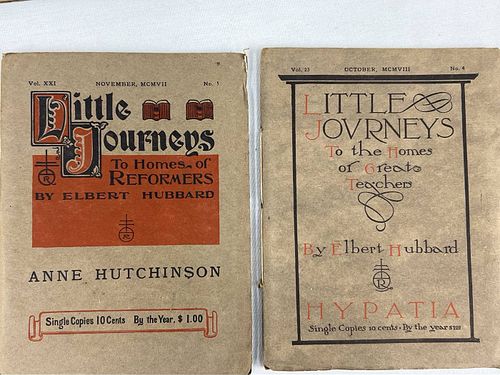 Vol. XXI NOVEMBER, MCMVII No. 5
Little
Journeys
To Homes of
REFORMERS
BY ELBERT HUBBARD
R
ANNE HUTCHINSON
Single Copies 10 Cents By the Year, $ 1.00
Vol. 23 OCTOBER, MCMVIII No. 4
LITTLE
JOVRNEYS
To the Homes
of Great
Teachers
By Elbert Hubbard
R
HYPATIA
Single Copies 10 cents · By the year